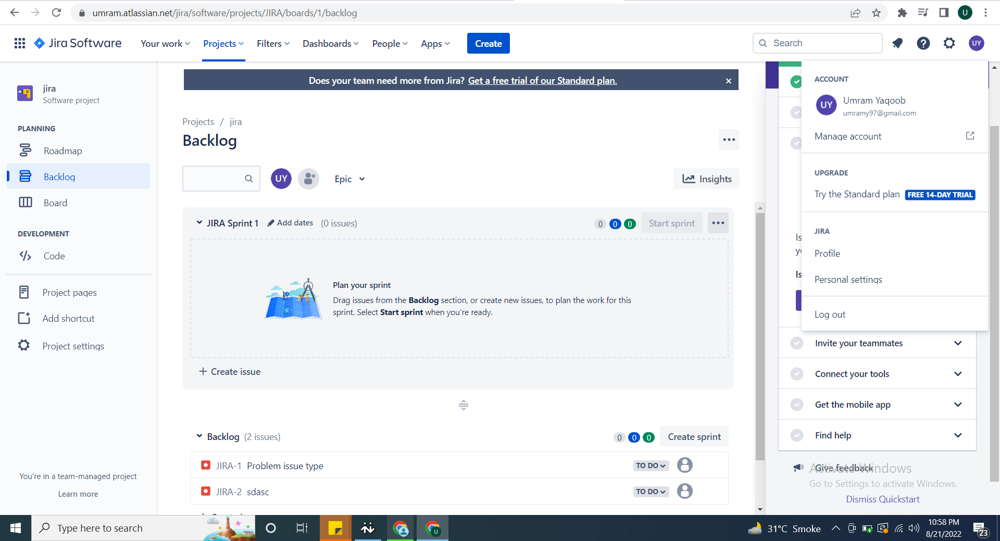 umram.atlassian.net/jira/software/projects/JIRA/boards/1/backlog
U
Jira Software
Your work
Projects
Filters
Dashboards
People
Apps
Create
Search
UY
jira
Software project
PLANNING
Roadmap
Backlog
Board
DEVELOPMENT
Code
Project pages
Add shortcut
Project settings
You're in a team-managed project
Learn more
Does your team need more from Jira? Get a free trial of our Standard plan.
Projects / jira
Backlog
UY
Epic
Insights
JIRA Sprint 1 Add dates (0 issues)
0 0 0
Start sprint
Plan your sprint
Drag issues from the Backlog section, or create new issues, to plan the work for this
sprint. Select Start sprint when you're ready.
+ Create issue
Backlog (2 issues)
0 0 0
Create sprint
JIRA-1 Problem issue type
TO DO
JIRA-2 sdasc
TO DO
ACCOUNT
UY
Umram Yaqoob
umramy97@gmail.com
Manage account
UPGRADE
Try the Standard plan FREE 14-DAY TRIAL
JIRA
Profile
Personal settings
Log out
Is
Is
Invite your teammates
Connect your tools
Get the mobile app
Find help
Give feedback
Activate Windows
Go to Settings to activate Windows.
Dismiss Quickstart
Type here to search
U
31°C Smoke
10:58 PM
8/21/2022
23